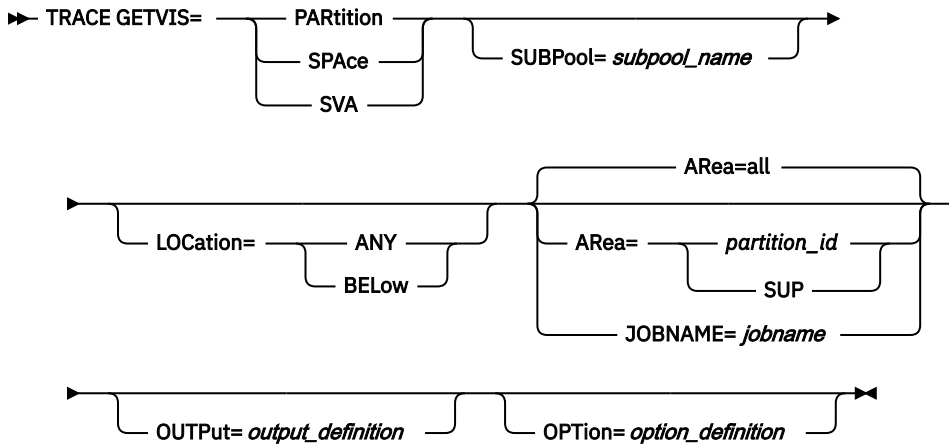 TRACE GETVIS= PARtition
SPAce
SVA
SUBPool= subpool_name
ARea=all
LOCation= ANY
BELow
ARea= partition_id
SUP
JOBNAME= jobname
OUTPut= output_definition
OPTion= option_definition